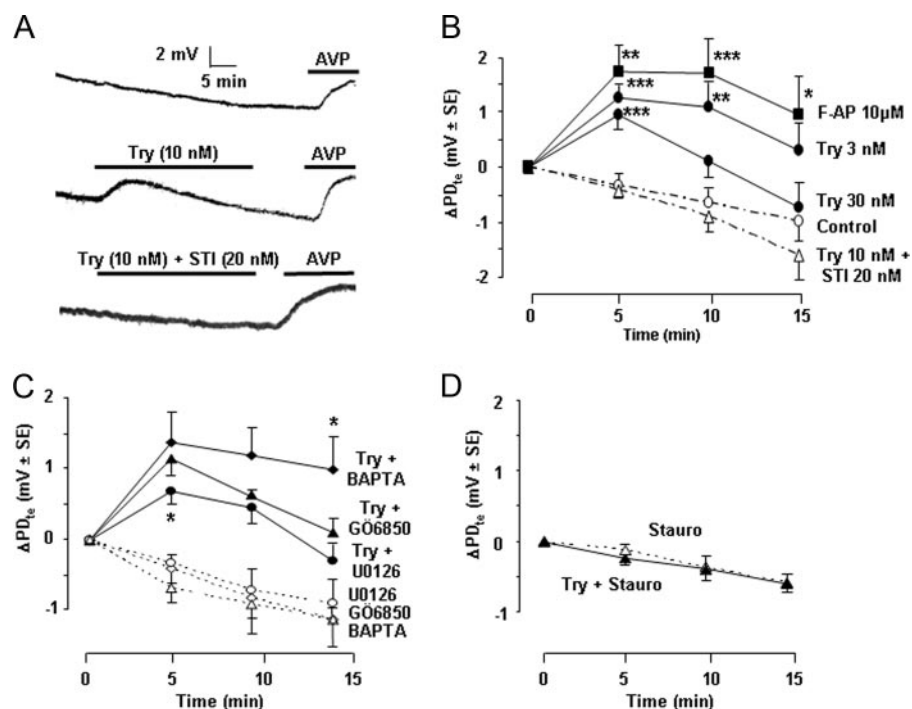 A
2 mV
5 min
AVP
Try (10 nM)
AVP
Try (10 nM) + STI (20 nM)
AVP
B
ΔPDte (mV ± SE)
2
1
0
-1
-2
**
***
*
***
**
***
F-AP 10µM
Try 3 nM
Try 30 nM
Control
Try 10 nM +
STI 20 nM
0 5 10 15
Time (min)
C
ΔPDte (mV ± SE)
2
1
0
-1
*
*
Try +
BAPTA
Try +
GÖ6850
Try +
U0126
U0126
GÖ6850
BAPTA
0 5 10 15
Time (min)
D
ΔPDte (mV ± SE)
2
1
0
-1
Stauro
Try + Stauro
0 5 10 15
Time (min)